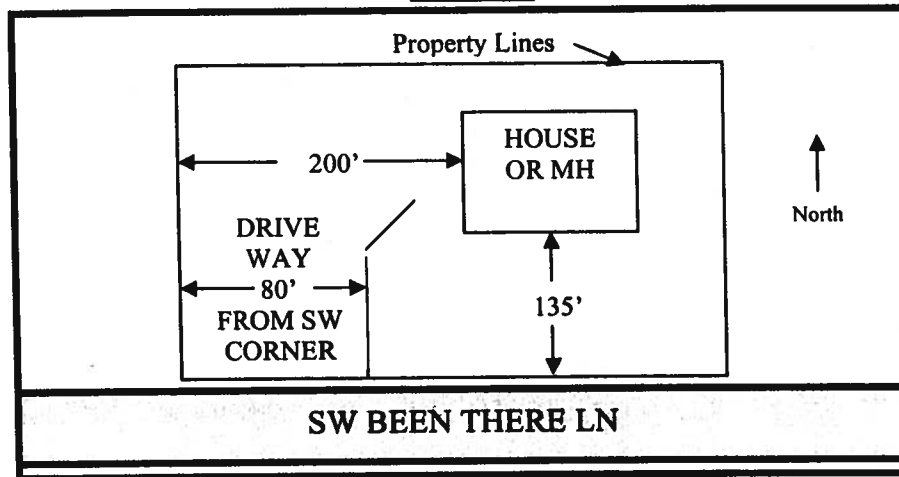 Property Lines
HOUSE
OR MH
200'
North
DRIVE
WAY
80'
FROM SW
CORNER
135'
SW BEEN THERE LN